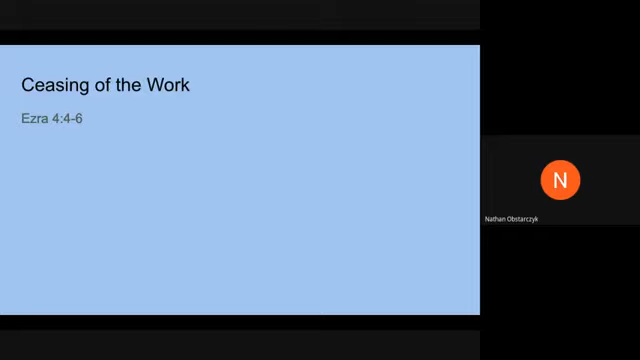 Ceasing of the Work
Ezra 4:4-6
N
Nathan Obstarczyk